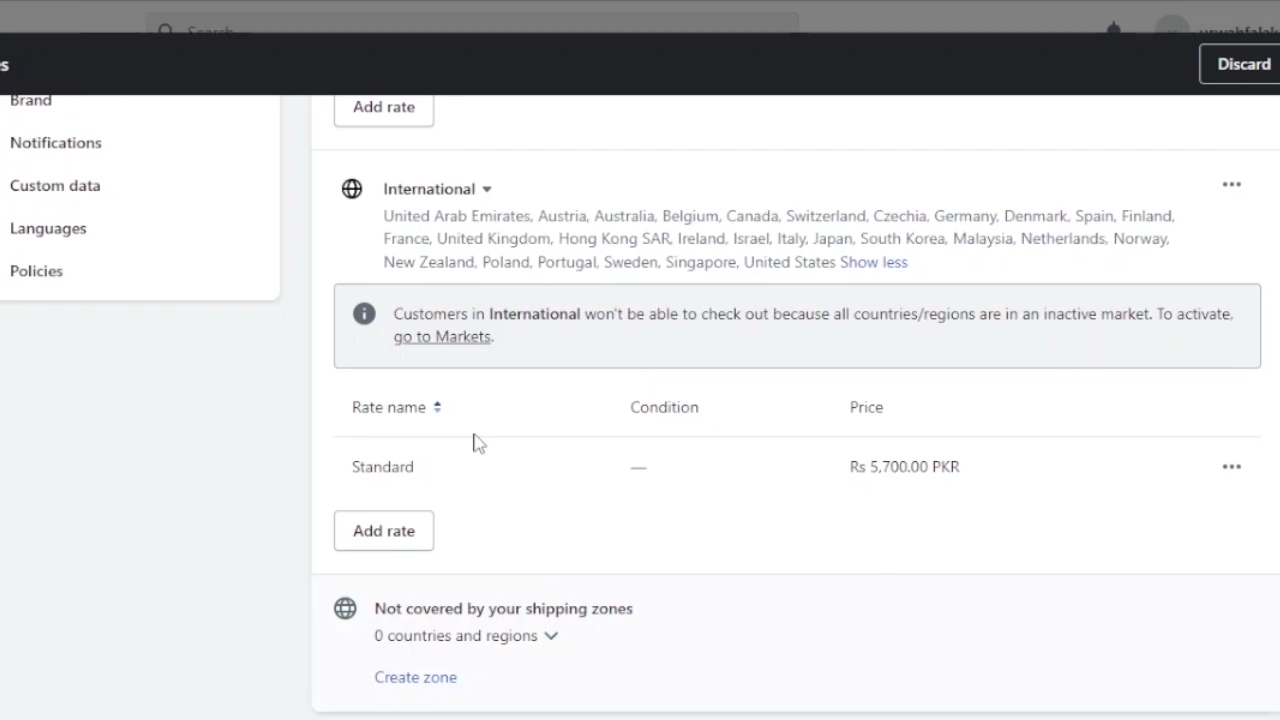 Search
Discard
Brand
Notifications
Custom data
Languages
Policies
Add rate
International
United Arab Emirates, Austria, Australia, Belgium, Canada, Switzerland, Czechia, Germany, Denmark, Spain, Finland,
France, United Kingdom, Hong Kong SAR, Ireland, Israel, Italy, Japan, South Korea, Malaysia, Netherlands, Norway,
New Zealand, Poland, Portugal, Sweden, Singapore, United States Show less
Customers in International won't be able to check out because all countries/regions are in an inactive market. To activate,
go to Markets.
Rate name Condition Price
Standard — Rs 5,700.00 PKR
Add rate
Not covered by your shipping zones
0 countries and regions
Create zone